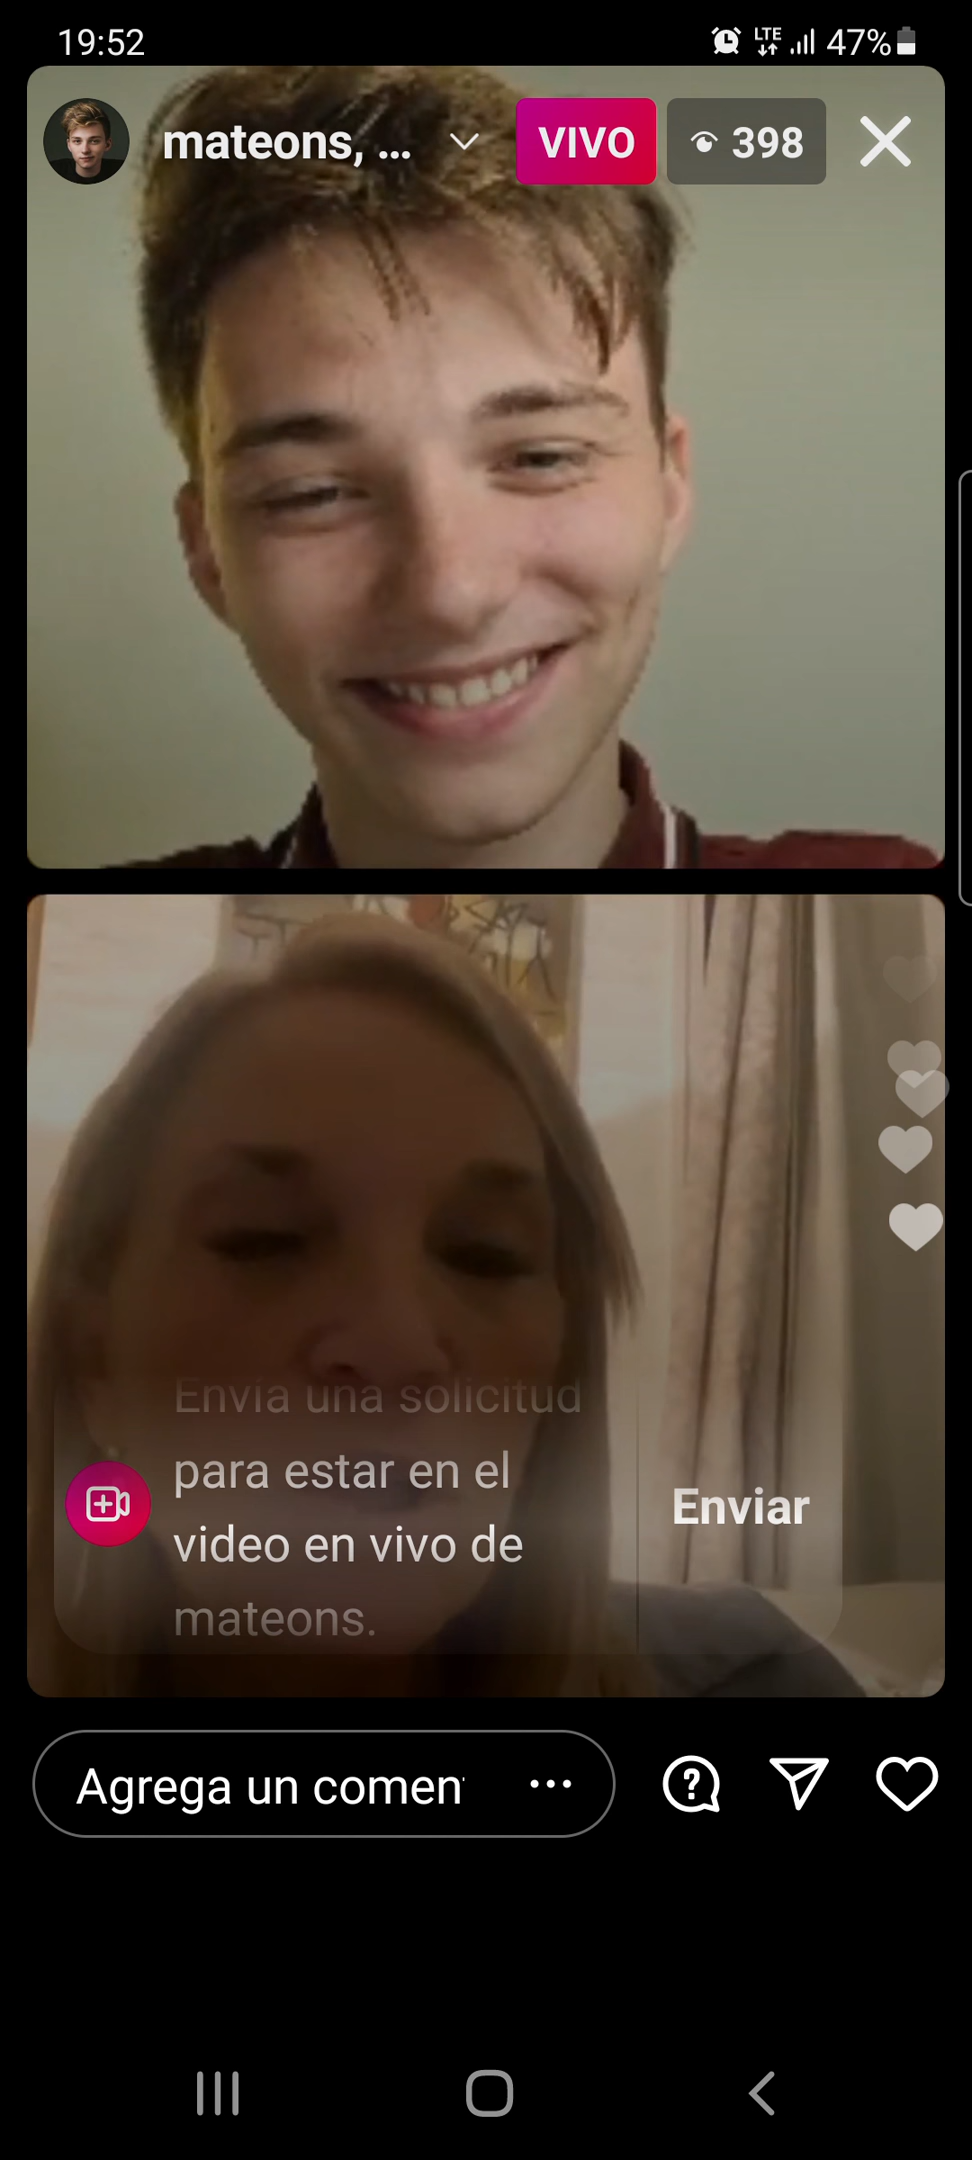 19:52 LTE 47%
mateons, ... VIVO 398
Envía una solicitud
para estar en el
video en vivo de
mateons.
Enviar
Agrega un comen